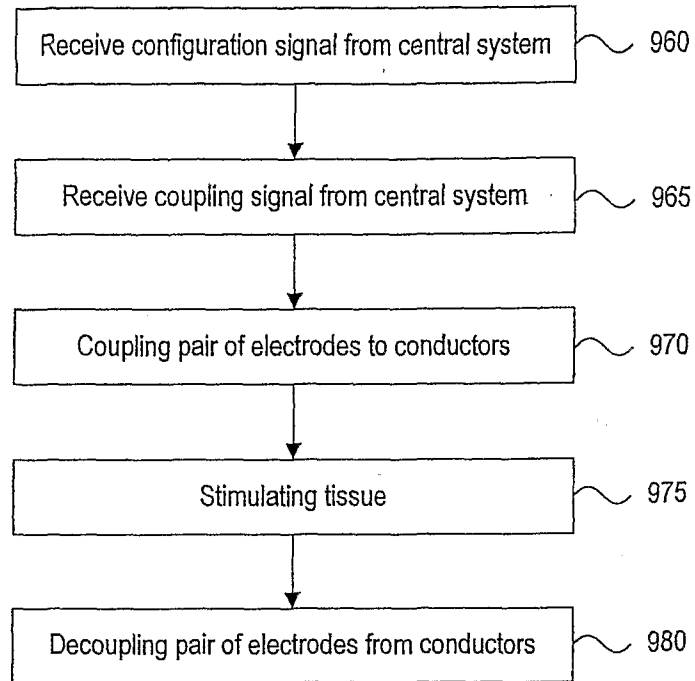 Receive configuration signal from central system 960
Receive coupling signal from central system 965
Coupling pair of electrodes to conductors 970
Stimulating tissue 975
Decoupling pair of electrodes from conductors 980